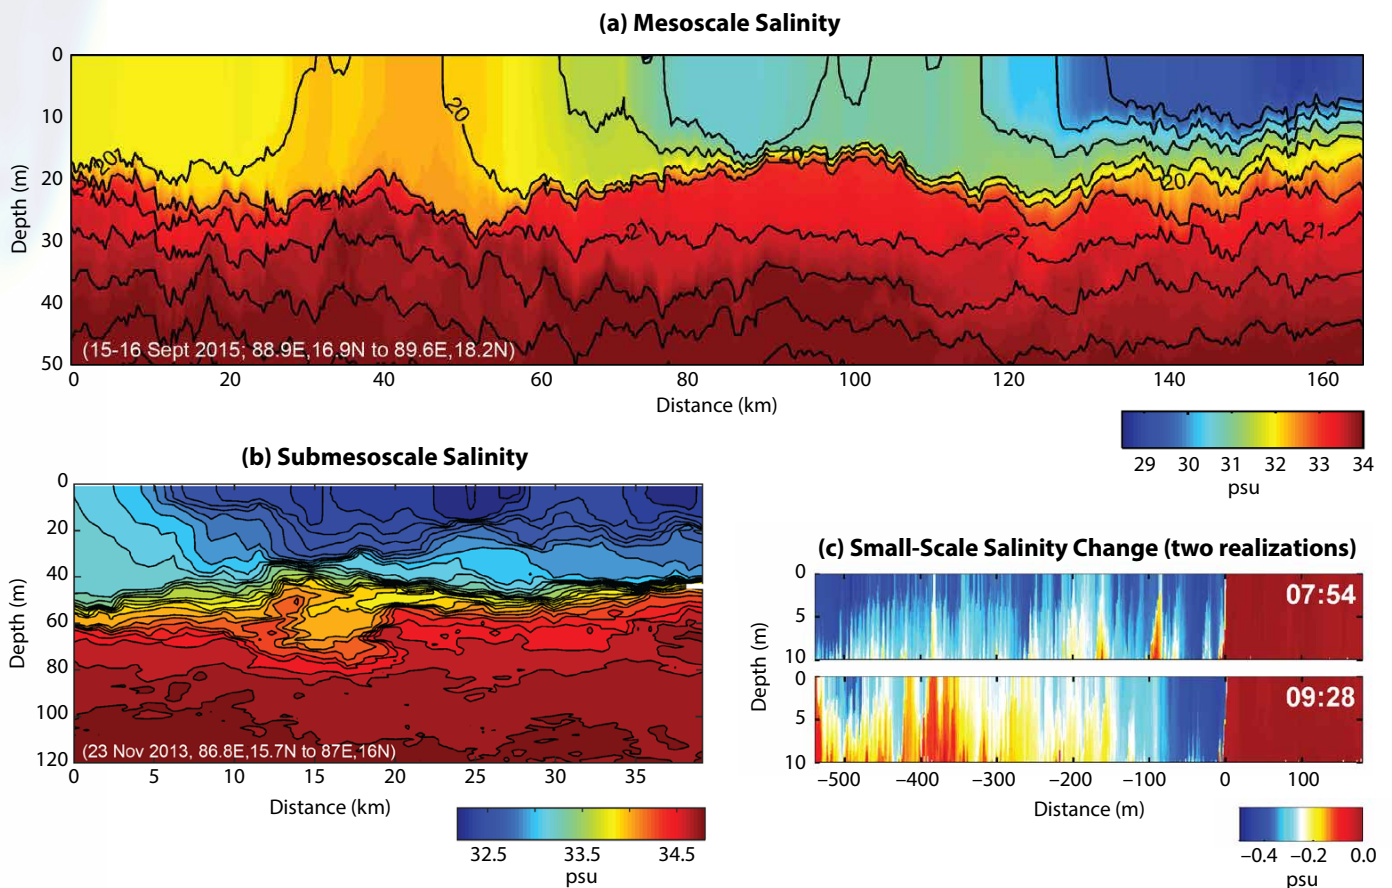 (a) Mesoscale Salinity
0
10
20
30
40
50
Depth (m)
20
20
20
21
21
21
21
(15-16 Sept 2015; 88.9E,16.9N to 89.6E,18.2N)
0 20 40 60 80 100 120 140 160
Distance (km)
29 30 31 32 33 34
psu
(b) Submesoscale Salinity
0
20
40
60
80
100
120
Depth (m)
(23 Nov 2013, 86.8E,15.7N to 87E,16N)
0 5 10 15 20 25 30 35
Distance (km)
32.5 33.5 34.5
psu
(c) Small-Scale Salinity Change (two realizations)
0
5
10
07:54
0
5
10
09:28
Depth (m)
−500 −400 −300 −200 −100 0 100
Distance (m)
−0.4 −0.2 0.0
psu